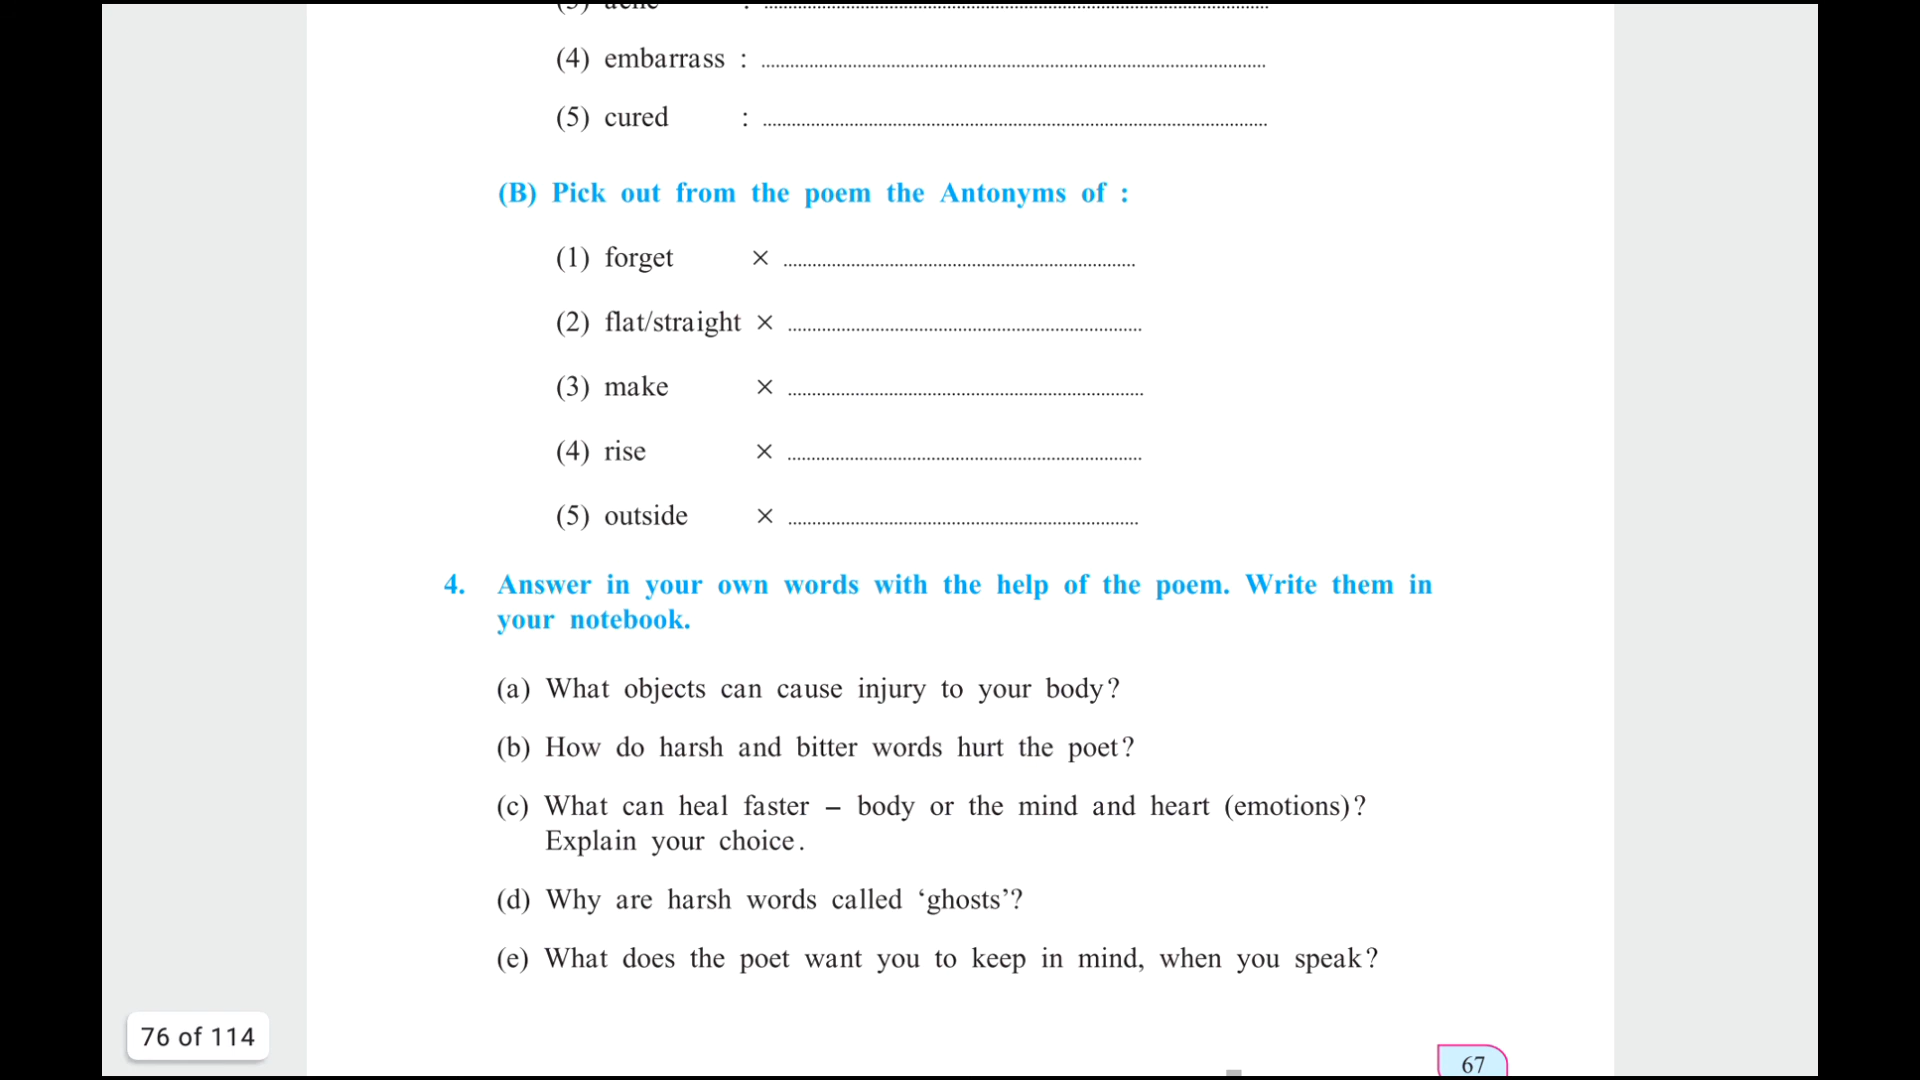 (4) embarrass : ..........
(5) cured : ..........
(B) Pick out from the poem the Antonyms of :
(1) forget × ..........
(2) flat/straight × ..........
(3) make × ..........
(4) rise × ..........
(5) outside × ..........
4. Answer in your own words with the help of the poem. Write them in
your notebook.
(a) What objects can cause injury to your body?
(b) How do harsh and bitter words hurt the poet?
(c) What can heal faster – body or the mind and heart (emotions)?
Explain your choice.
(d) Why are harsh words called ‘ghosts’?
(e) What does the poet want you to keep in mind, when you speak?
76 of 114
67